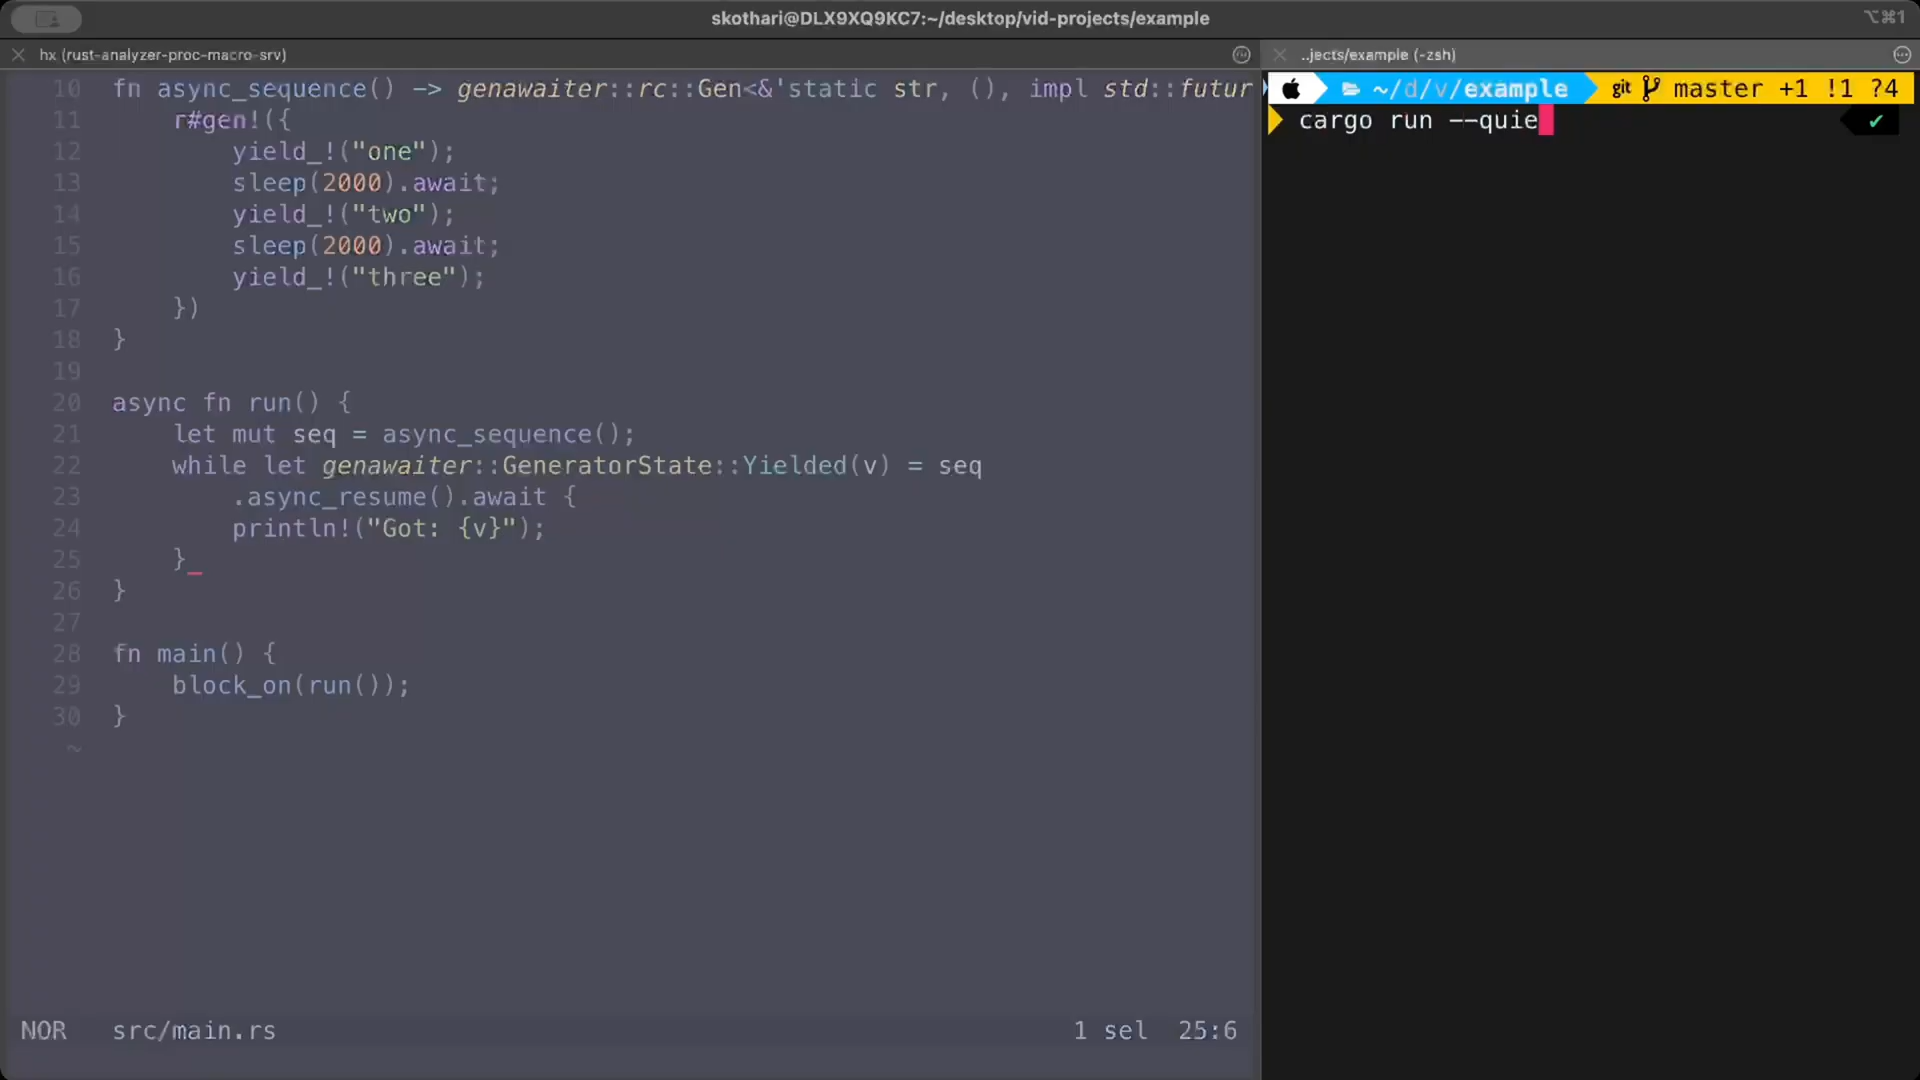 skothari@DLX9XQ9KC7:~/desktop/vid-projects/example
⌥⌘1
hx (rust-analyzer-proc-macro-srv)
10 fn async_sequence() -> genawaiter::rc::Gen<&'static str, (), impl std::futur
11 r#gen!({
12 yield_!("one");
13 sleep(2000).await;
14 yield_!("two");
15 sleep(2000).await;
16 yield_!("three");
17 })
18 }
19
20 async fn run() {
21 let mut seq = async_sequence();
22 while let genawaiter::GeneratorState::Yielded(v) = seq
23 .async_resume().await {
24 println!("Got: {v}");
25 }
26 }
27
28 fn main() {
29 block_on(run());
30 }
~
NOR src/main.rs 1 sel 25:6
..jects/example (-zsh)
~/d/v/example git master +1 !1 ?4
cargo run --quie ✔